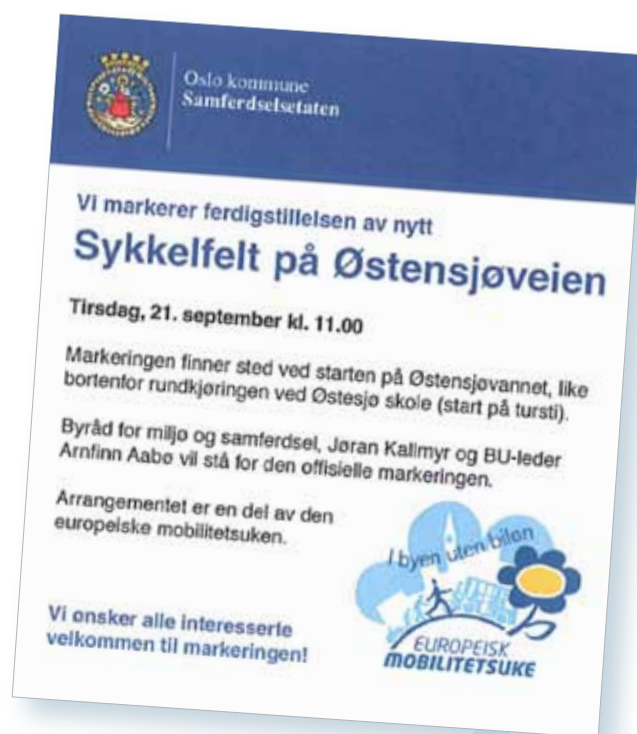 Oslo kommune
Samferdselsetaten
Vi markerer ferdigstillelsen av nytt
Sykkelfelt på Østensjøveien
Tirsdag, 21. september kl. 11.00
Markeringen finner sted ved starten på Østensjøvannet, like
bortenfor rundkjøringen ved Østesjø skole (start på tursti).
Byråd for miljø og samferdsel, Jøran Kallmyr og BU-leder
Arnfinn Aabø vil stå for den offisielle markeringen.
Arrangementet er en del av den
europeiske mobilitetsuken.
I byen uten bilen
EUROPEISK
MOBILITETSUKE
Vi ønsker alle interesserte
velkommen til markeringen!